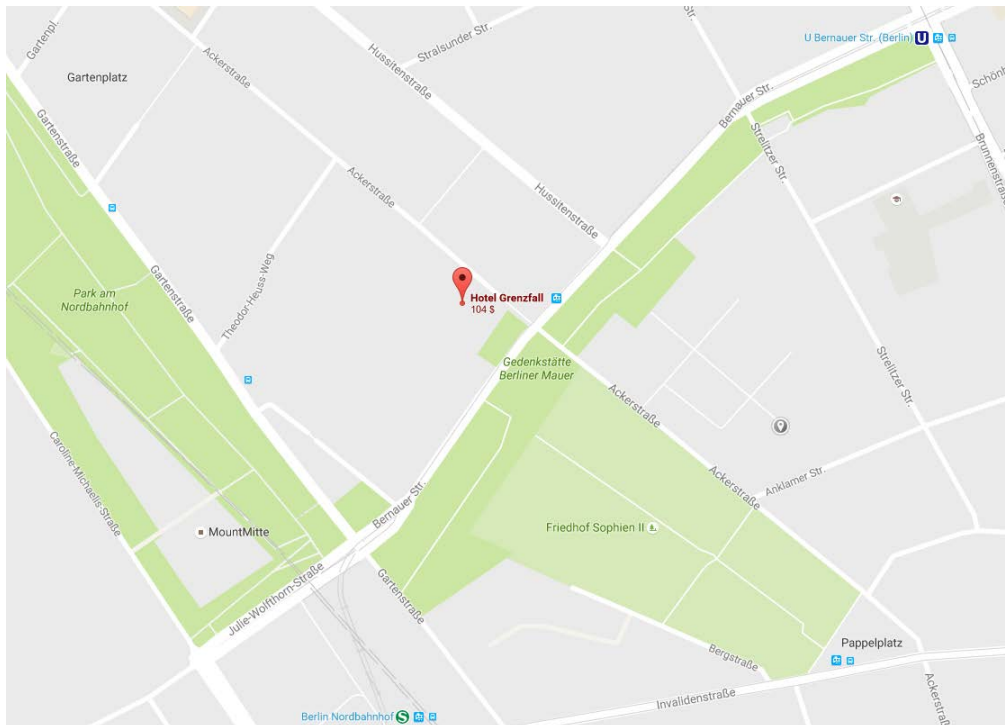 Gartenpl.
Gartenplatz
Ackerstraße
Stralsunder Str.
Hussitenstraße
U Bernauer Str. (Berlin)
U
Bernauer Str.
Strelitzer Str.
Brunnenstraße
Gartenstraße
Ackerstraße
Hussitenstraße
Park am
Nordbahnhof
Gartenstraße
Theodor-Heuss-Weg
Hotel Grenzfall
104 $
Gedenkstätte
Berliner Mauer
Ackerstraße
Strelitzer Str.
Ackerstraße
Anklamer Str.
Caroline-Michaelis-Straße
MountMitte
Bernauer Str.
Friedhof Sophien II
Julie-Wolfthorn-Straße
Gartenstraße
Bergstraße
Pappelplatz
Invalidenstraße
Ackerstraße
Berlin Nordbahnhof
S